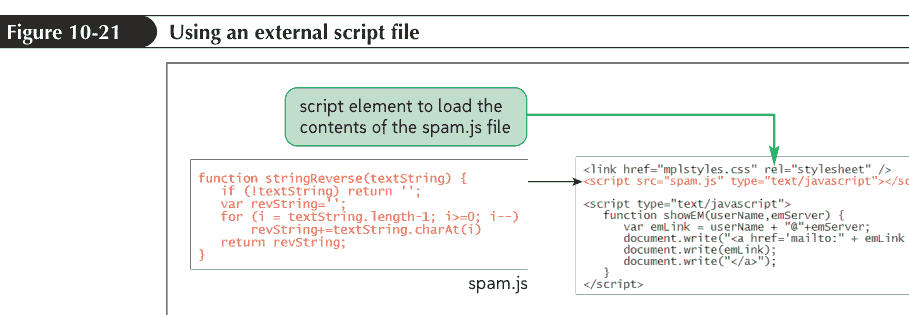 Figure 10-21 Using an external script file
script element to load the
contents of the spam.js file
function stringReverse(textString) {
if (!textString) return '';
var revString='';
for (i = textString.length-1; i>=0; i--)
revString+=textString.charAt(i)
return revString;
}
spam.js
<link href="mplstyles.css" rel="stylesheet" />
<script src="spam.js" type="text/javascript"></sc
<script type="text/javascript">
function showEM(userName,emServer) {
var emLink = userName + "@"+emServer;
document.write("<a href='mailto:" + emLink
document.write(emLink);
document.write("</a>");
}
</script>